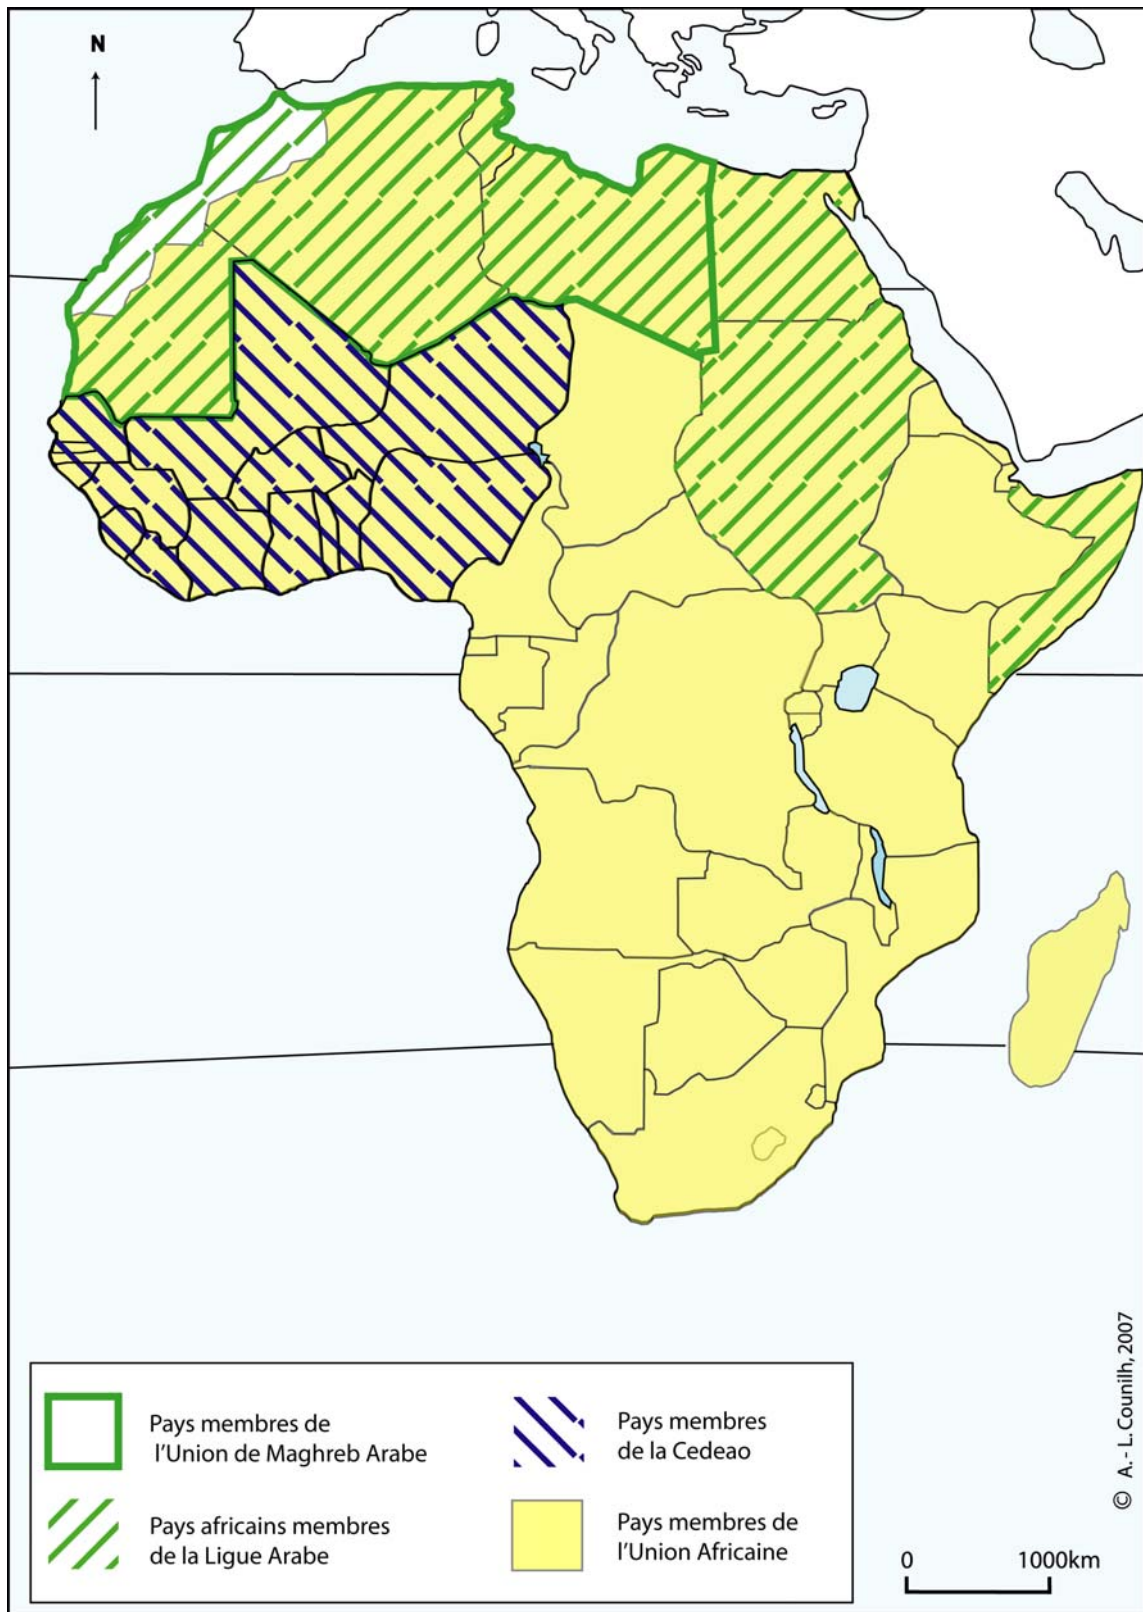 N
Pays membres de
l'Union de Maghreb Arabe
Pays africains membres
de la Ligue Arabe
Pays membres
de la Cedeao
Pays membres de
l'Union Africaine
0 1000km
© A.-L.Counilh, 2007